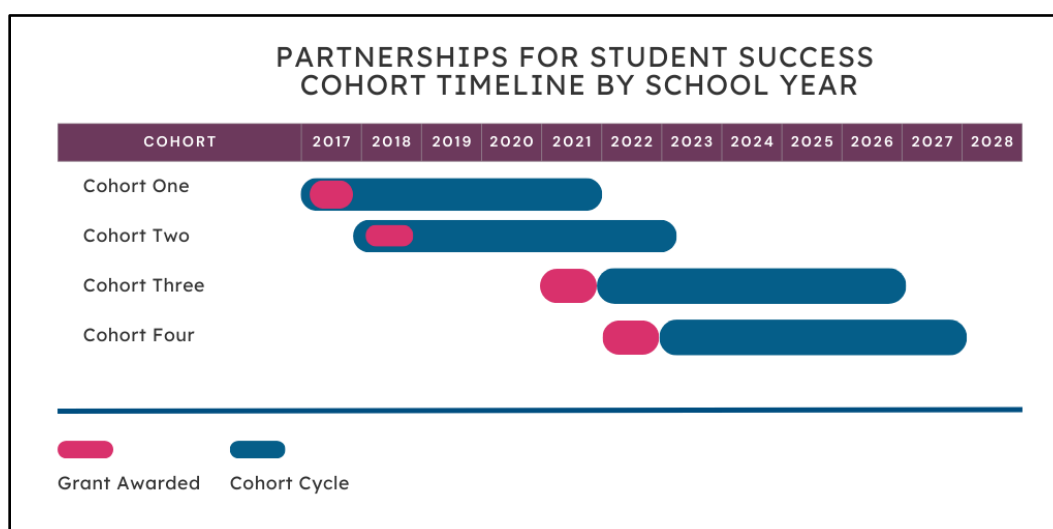 PARTNERSHIPS FOR STUDENT SUCCESS
COHORT TIMELINE BY SCHOOL YEAR
COHORT 2017 2018 2019 2020 2021 2022 2023 2024 2025 2026 2027 2028
Cohort One
Cohort Two
Cohort Three
Cohort Four
Grant Awarded Cohort Cycle